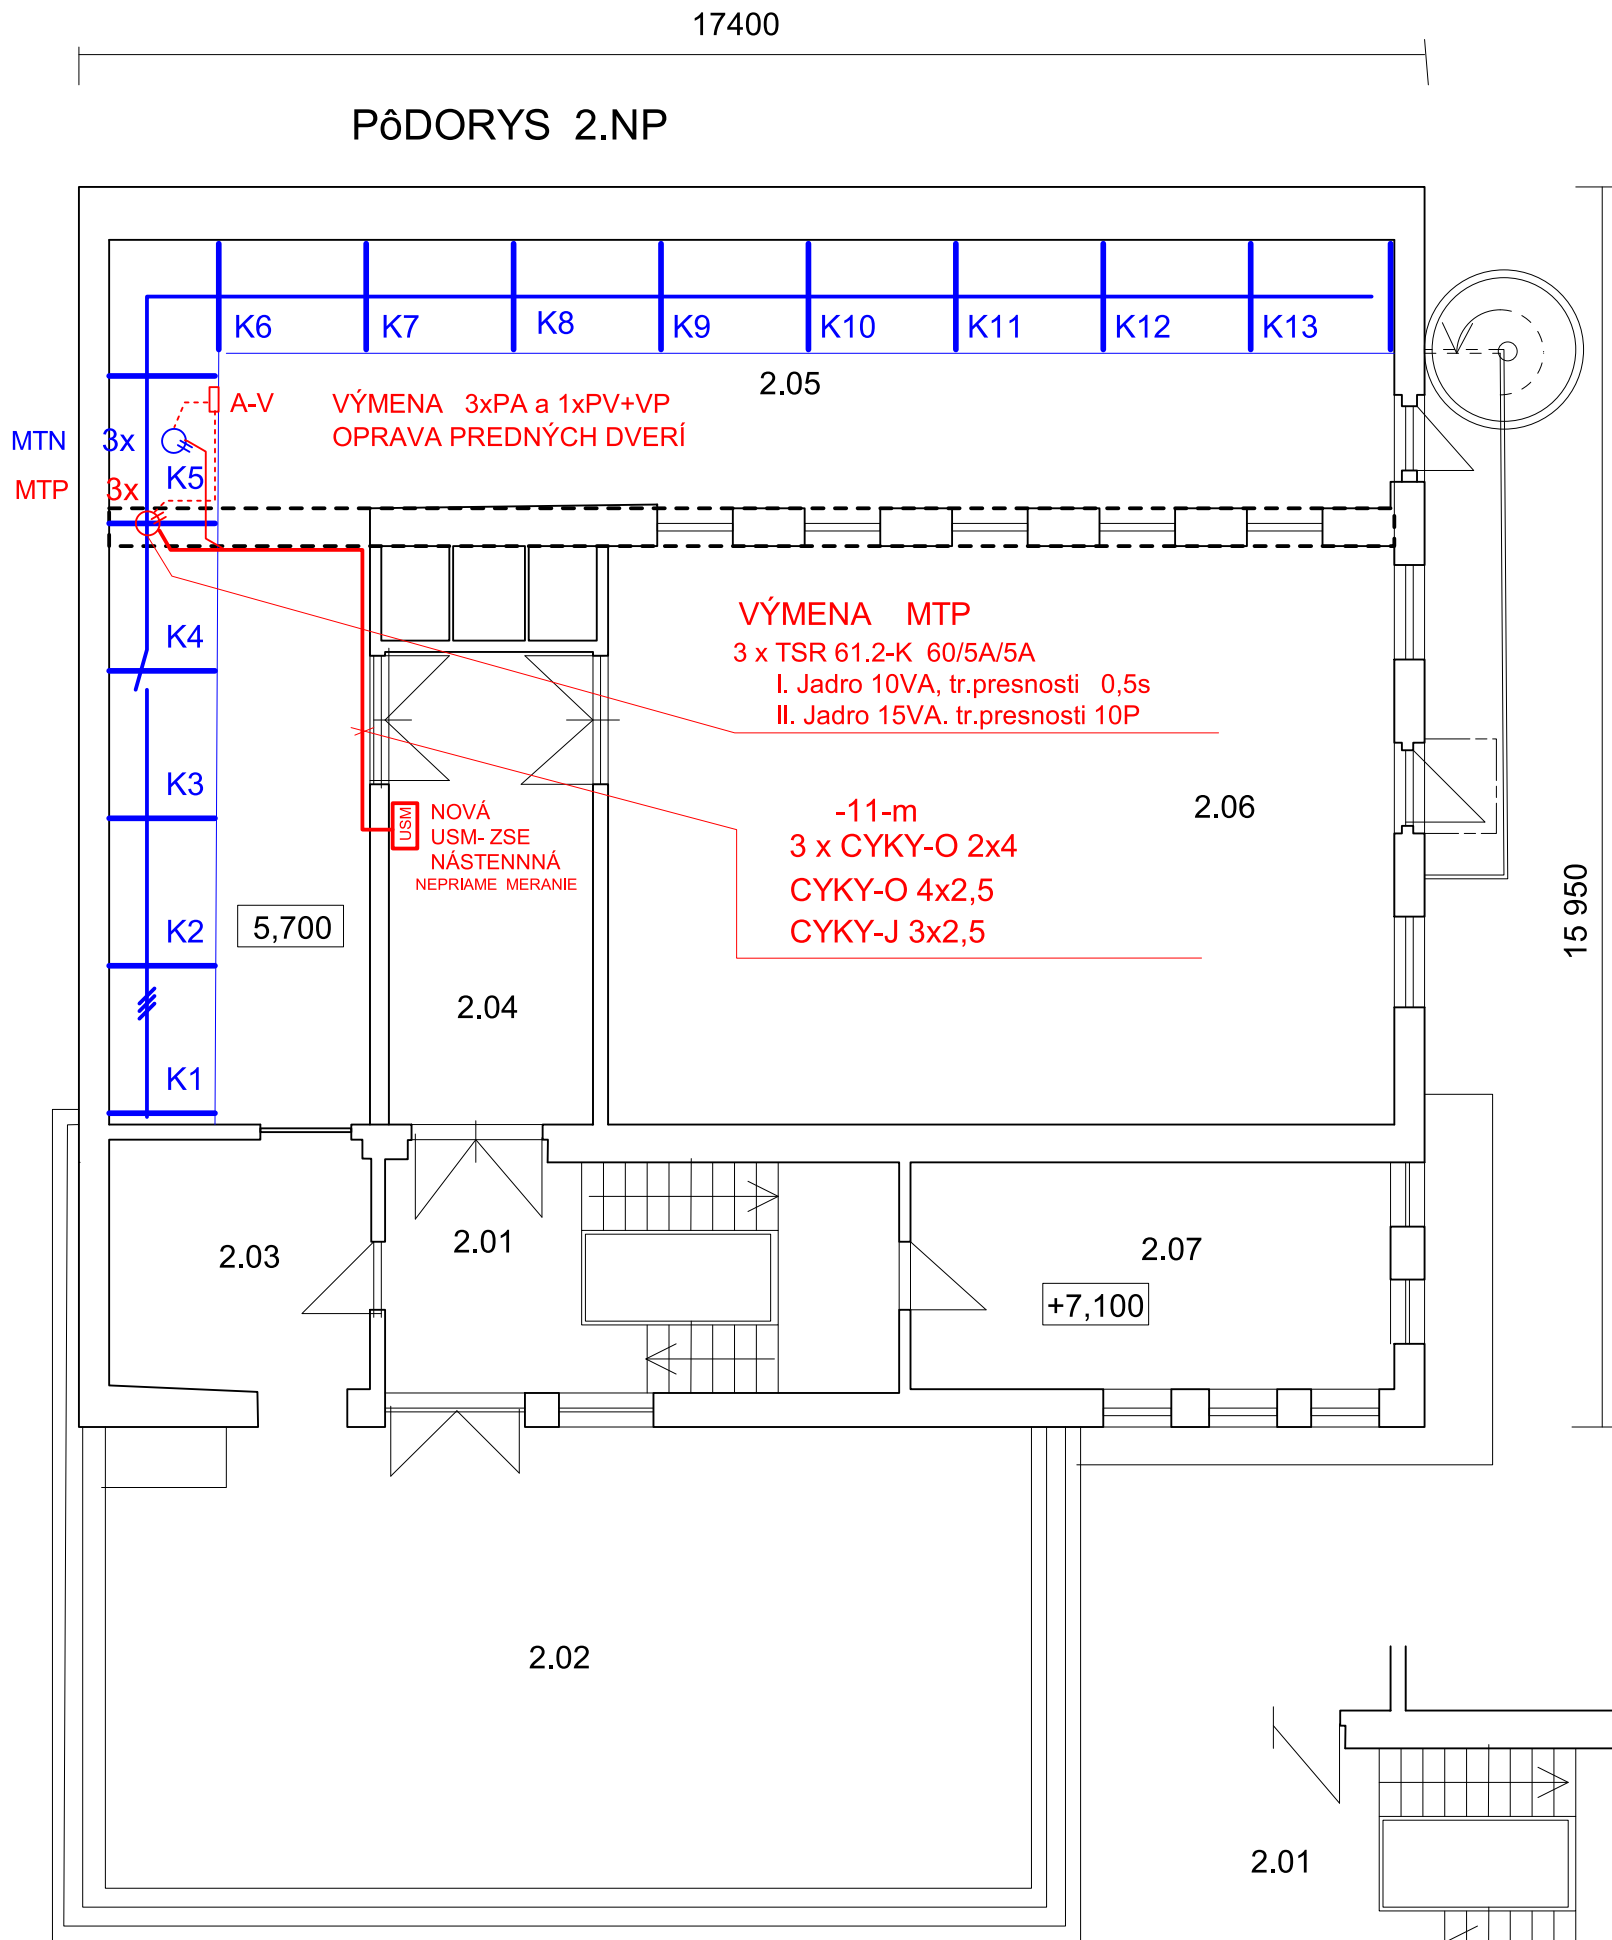 17400
PôDORYS 2.NP
K6
K7
K8
K9
K10
K11
K12
K13
2.05
A-V
VÝMENA 3xPA a 1xPV+VP
OPRAVA PREDNÝCH DVERÍ
MTN 3x
K5
MTP 3x
K4
VÝMENA MTP
3 x TSR 61.2-K 60/5A/5A
I. Jadro 10VA, tr.presnosti 0,5s
II. Jadro 15VA. tr.presnosti 10P
K3
USM
NOVÁ
USM- ZSE
NÁSTENNNÁ
NEPRIAME MERANIE
-11-m
3 x CYKY-O 2x4
CYKY-O 4x2,5
CYKY-J 3x2,5
2.06
15 950
K2
5,700
2.04
K1
2.03
2.01
2.07
+7,100
2.02
2.01